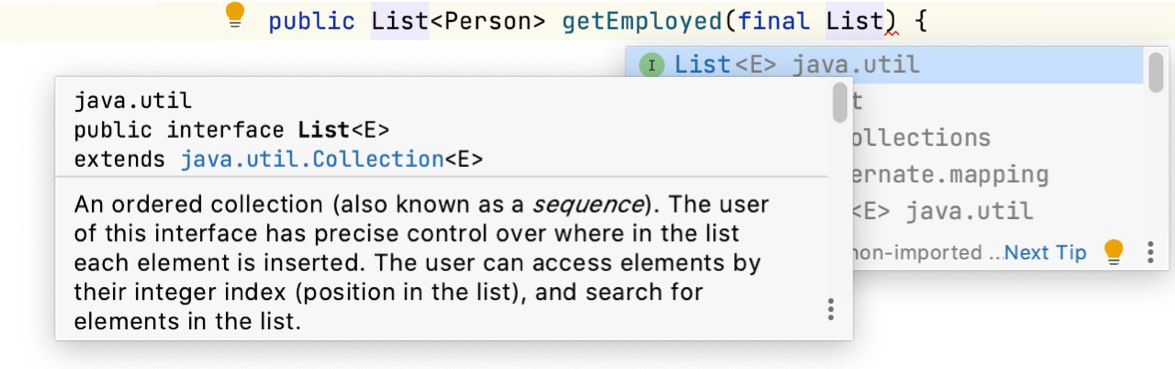 public List<Person> getEmployed(final List) {
I List<E> java.util
java.util
public interface List<E>
extends java.util.Collection<E>
An ordered collection (also known as a sequence). The user
of this interface has precise control over where in the list
each element is inserted. The user can access elements by
their integer index (position in the list), and search for
elements in the list.
ollections
ernate.mapping
<E> java.util
non-imported ..Next Tip